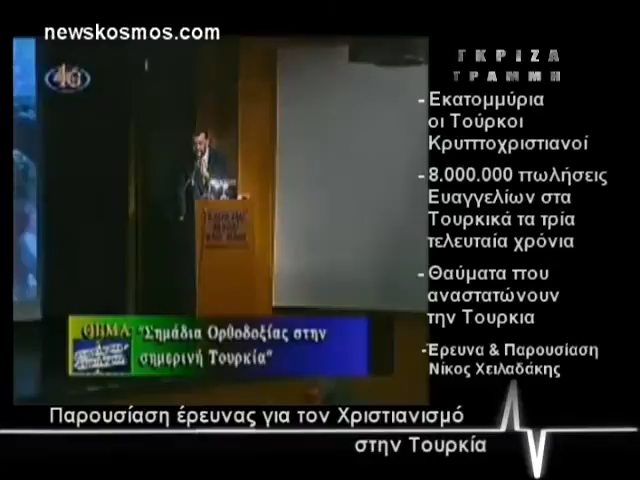 newskosmos.com
4E
ΓΚΡΙΖΑ
ΓΡΑΜΜΗ
- Εκατομμύρια
οι Τούρκοι
Κρυπτοχριστιανοί
- 8.000.000 πωλήσεις
Ευαγγελίων στα
Τουρκικά τα τρία
τελευταία χρόνια
- Θαύματα που
αναστατώνουν
την Τουρκια
-Έρευνα & Παρουσίαση
Νίκος Χειλαδάκης
ΘΕΜΑ
"Σημάδια Ορθοδοξίας στην
σημερινή Τουρκία"
Παρουσίαση έρευνας για τον Χριστιανισμό
στην Τουρκία